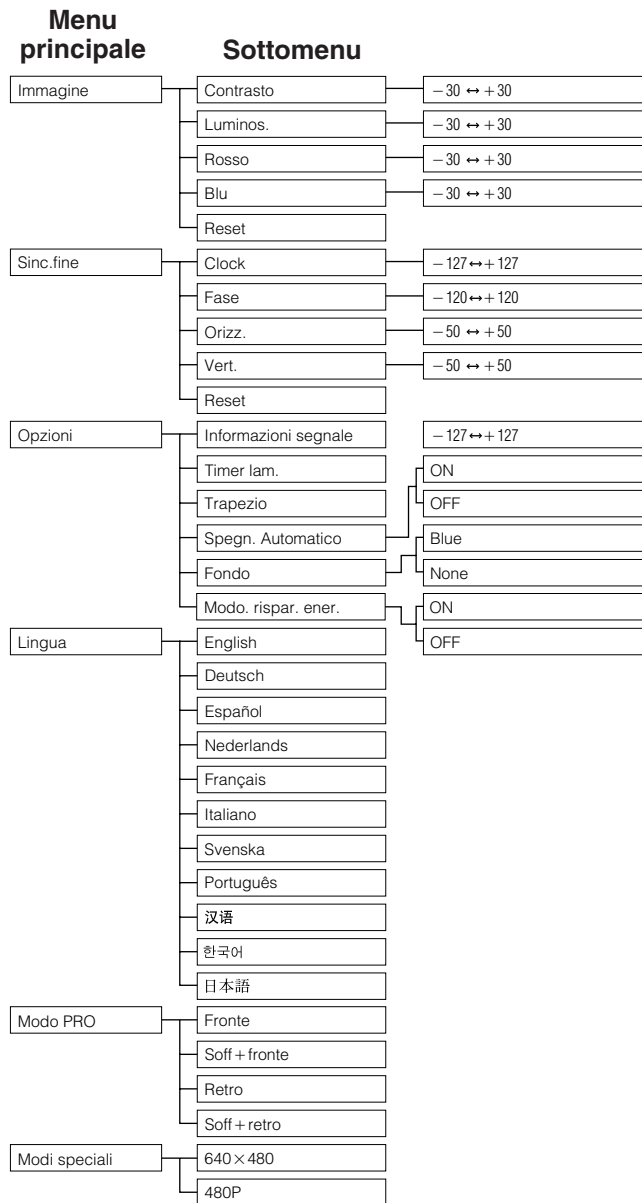 Menu
principale
Sottomenu
Immagine
Contrasto
−30 ↔ +30
Luminos.
−30 ↔ +30
Rosso
−30 ↔ +30
Blu
−30 ↔ +30
Reset
Sinc.fine
Clock
−127↔+127
Fase
−120↔+120
Orizz.
−50 ↔ +50
Vert.
−50 ↔ +50
Reset
Opzioni
Informazioni segnale
−127↔+127
Timer lam.
ON
Trapezio
OFF
Spegn. Automatico
Blue
Fondo
None
Modo. rispar. ener.
ON
OFF
Lingua
English
Deutsch
Español
Nederlands
Français
Italiano
Svenska
Português
汉语
한국어
日本語
Modo PRO
Fronte
Soff+fronte
Retro
Soff+retro
Modi speciali
640×480
480P